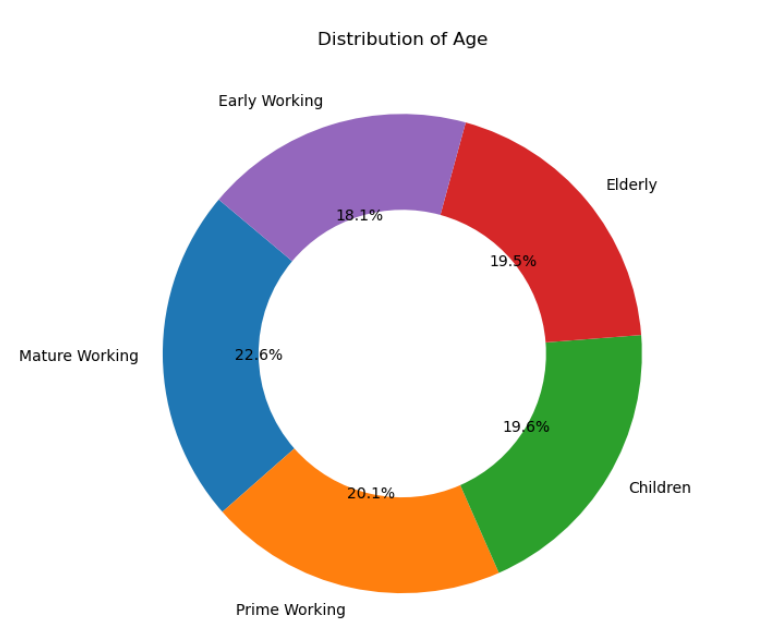 Distribution of Age
Early Working
Elderly
18.1%
19.5%
Mature Working
22.6%
19.6%
Children
20.1%
Prime Working